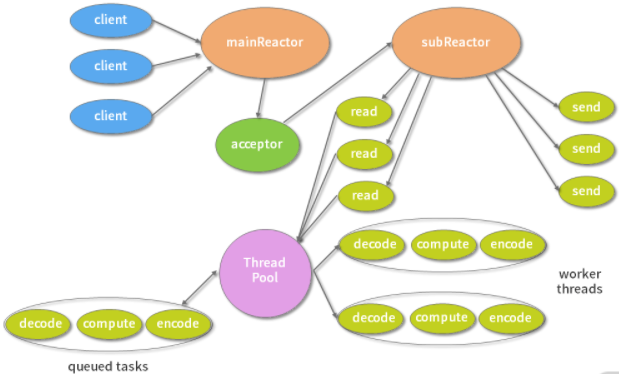 client
mainReactor
subReactor
client
client
read
send
acceptor
read
send
read
send
Thread
Pool
decode compute encode
worker
threads
decode compute encode
decode compute encode
queued tasks